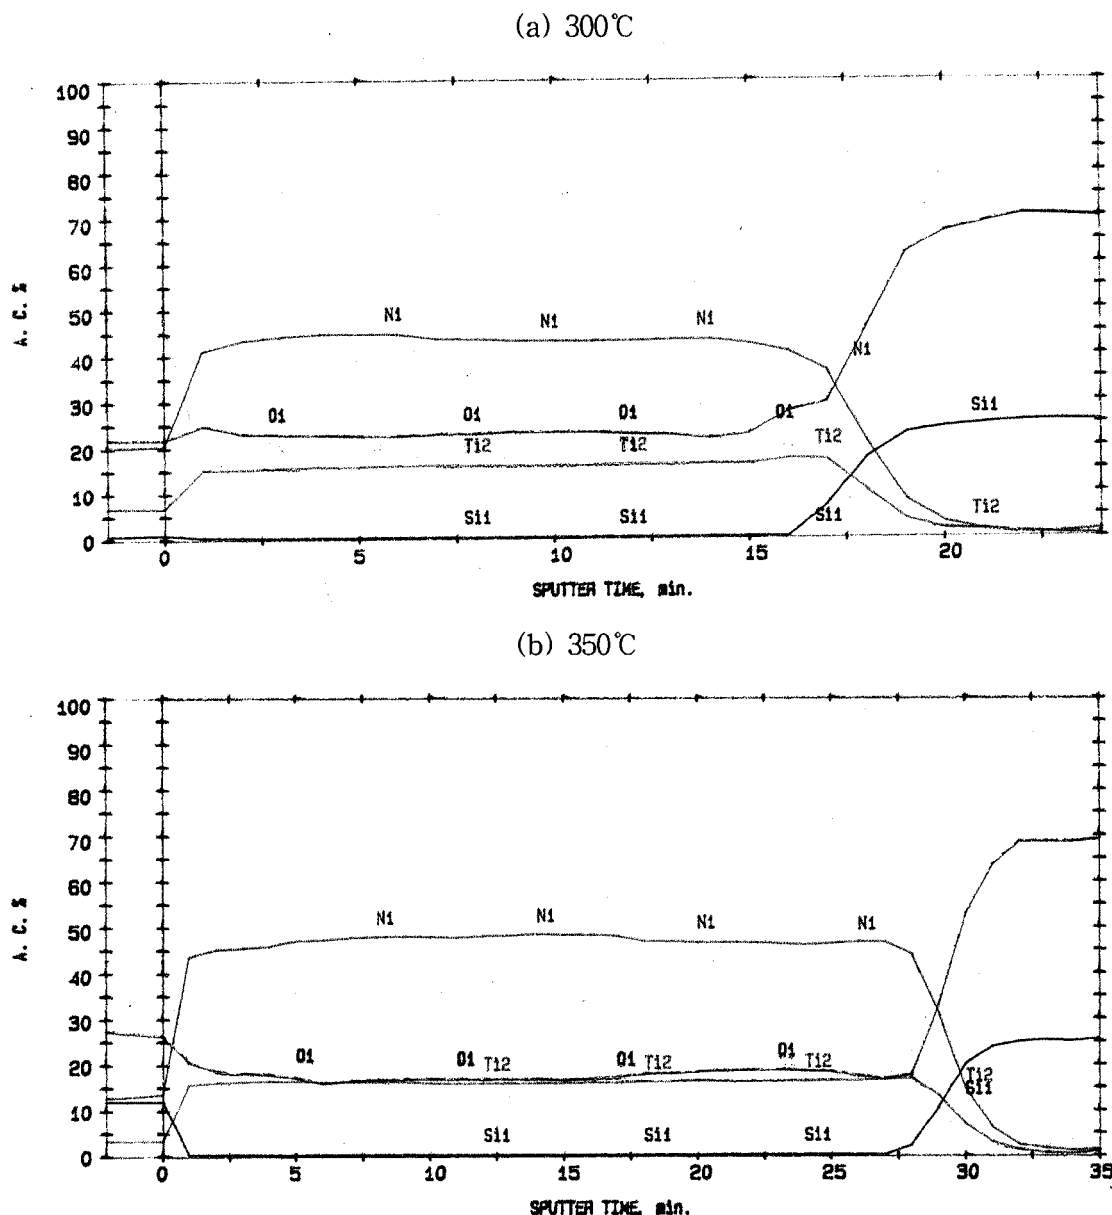 (a) 300℃
100
90
80
70
60
50
40
30
20
10
0
A. C. %
N1 N1 N1 N1
O1 O1 O1 O1 Si1
Ti2 Ti2 Ti2
Si1 Si1 Si1 Ti2
0 5 10 15 20
SPUTTER TIME, min.
(b) 350℃
100
90
80
70
60
50
40
30
20
10
0
A. C. %
N1 N1 N1 N1
O1 O1 Ti2 O1 Ti2 O1 Ti2
Ti2
Si1
Si1 Si1 Si1
0 5 10 15 20 25 30 35
SPUTTER TIME, min.